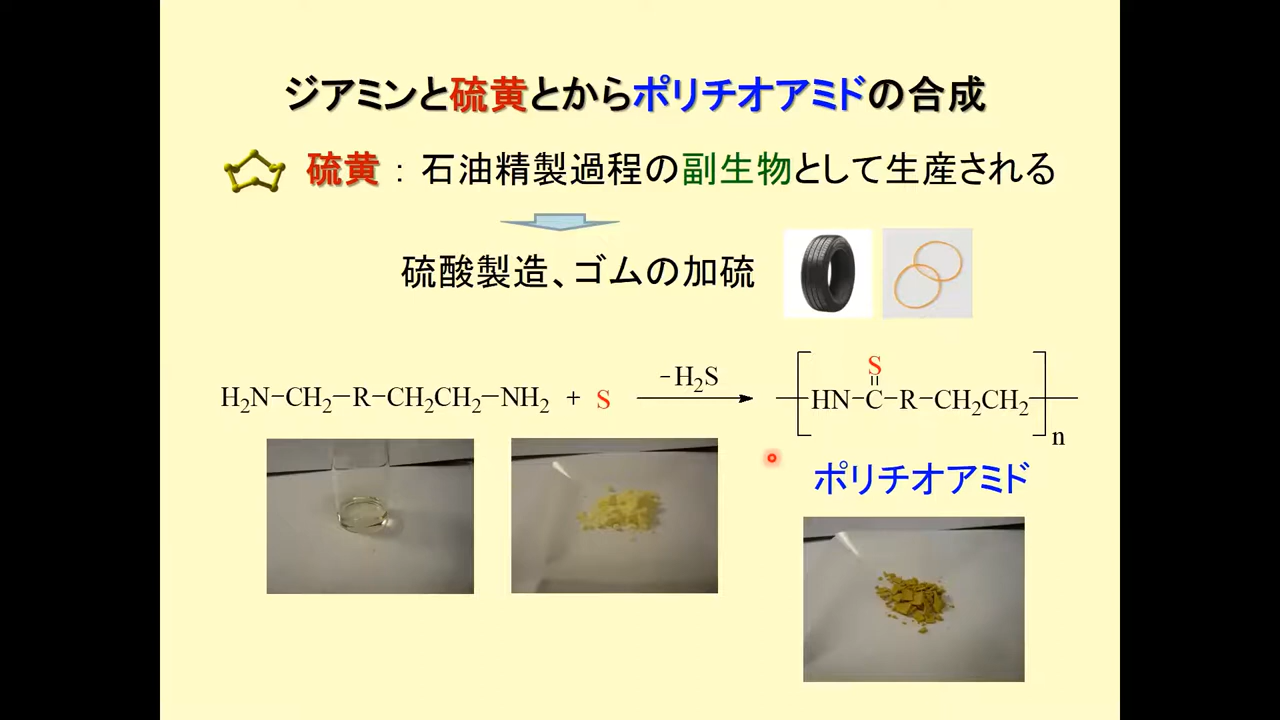 ジアミンと硫黄とからポリチオアミドの合成
硫黄 : 石油精製過程の副生物として生産される
硫酸製造、ゴムの加硫
H₂N−CH₂−R−CH₂CH₂−NH₂ + S
−H₂S
S
HN−C−R−CH₂CH₂
n
ポリチオアミド